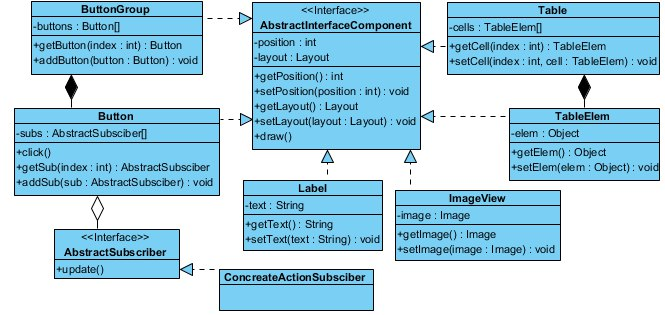 ButtonGroup
-buttons : Button[]
+getButton(index : int) : Button
+addButton(button : Button) : void
<<Interface>>
AbstractInterfaceComponent
-position : int
-layout : Layout
+getPosition() : int
+setPosition(position : int) : void
+getLayout() : Layout
+setLayout(layout : Layout) : void
+draw()
Table
-cells : TableElem[]
+getCell(index : int) : TableElem
+setCell(index : int, cell : TableElem) : void
Button
-subs : AbstractSubsciber[]
+click()
+getSub(index : int) : AbstractSubsciber
+addSub(sub : AbstractSubsciber) : void
TableElem
-elem : Object
+getElem() : Object
+setElem(elem : Object) : void
Label
-text : String
+getText() : String
+setText(text : String) : void
ImageView
-image : Image
+getImage() : Image
+setImage(image : Image) : void
<<Interface>>
AbstractSubscriber
+update()
ConcreateActionSubsciber